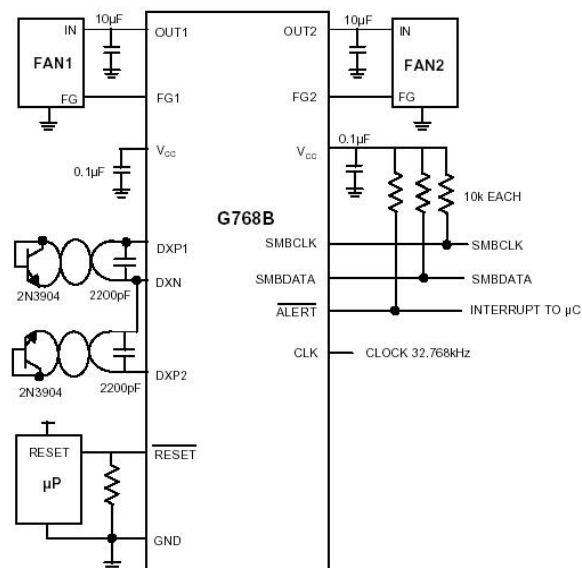 10µF
IN
OUT1
FAN1
FG
FG1
0.1µF
V_CC
DXP1
DXN
2N3904
2200pF
2N3904
2200pF
DXP2
RESET
µP
RESET
GND
G768B
OUT2
10µF
IN
FAN2
FG2
FG
V_CC
0.1µF
10k EACH
SMBCLK
SMBCLK
SMBDATA
SMBDATA
ALERT
INTERRUPT TO µC
CLK
CLOCK 32.768kHz